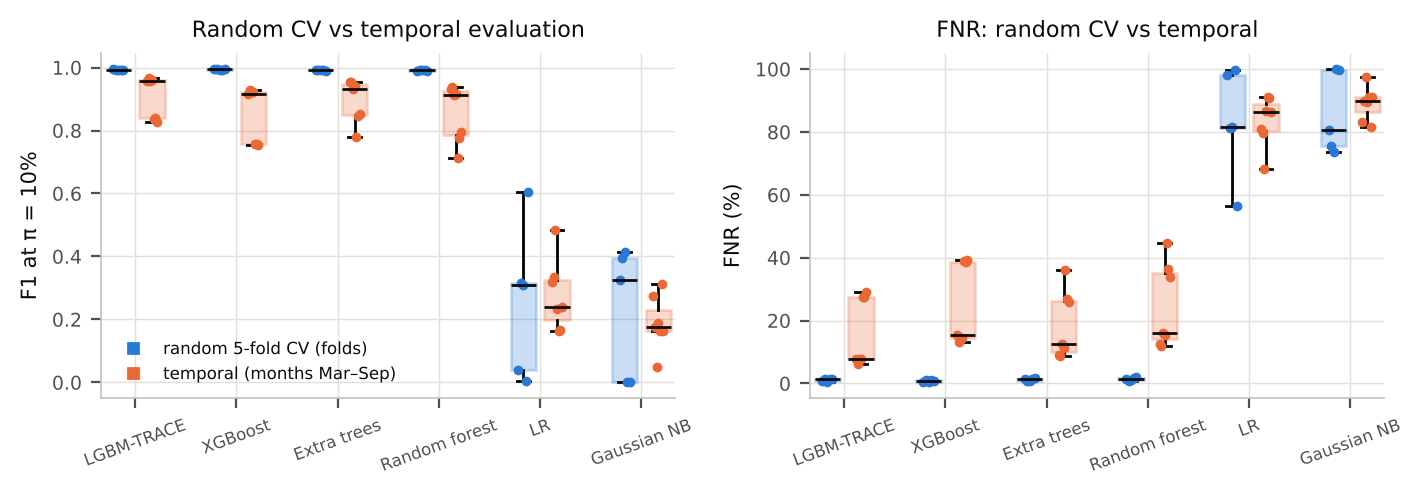 Random CV vs temporal evaluation
F1 at π = 10%
1.0
0.8
0.6
0.4
0.2
0.0
random 5-fold CV (folds)
temporal (months Mar–Sep)
LGBM-TRACE
XGBoost
Extra trees
Random forest
LR
Gaussian NB
FNR: random CV vs temporal
FNR (%)
100
80
60
40
20
0
LGBM-TRACE
XGBoost
Extra trees
Random forest
LR
Gaussian NB